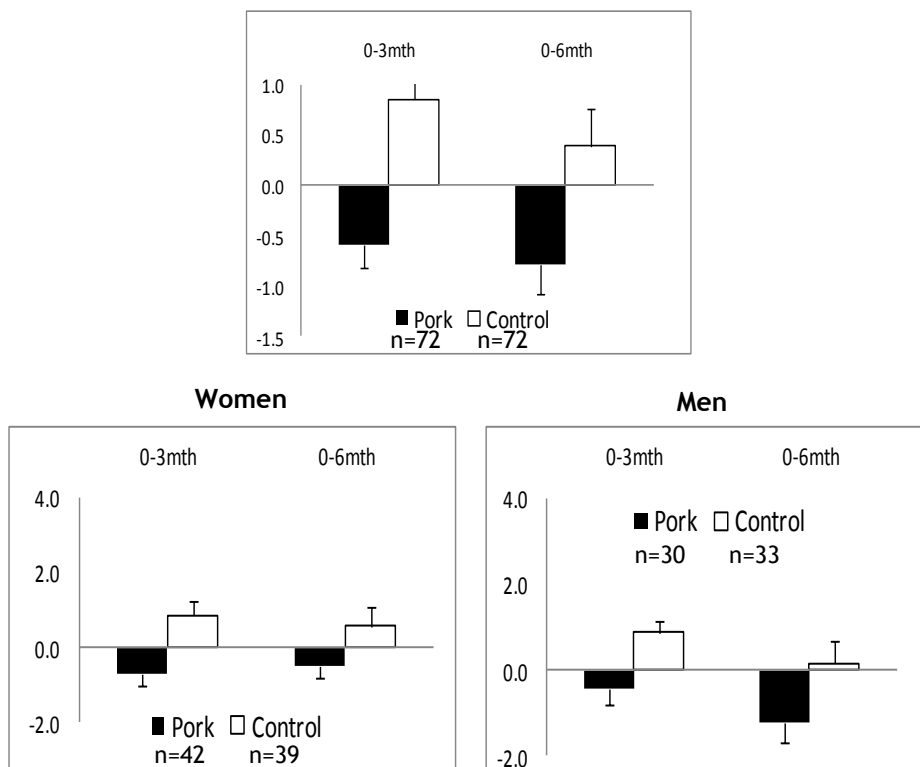 0-3mth 0-6mth
1.0
0.5
0.0
-0.5
-1.0
-1.5
Pork Control
n=72 n=72
Women
0-3mth 0-6mth
4.0
2.0
0.0
-2.0
Pork Control
n=42 n=39
Men
0-3mth 0-6mth
4.0
2.0
0.0
-2.0
Pork Control
n=30 n=33